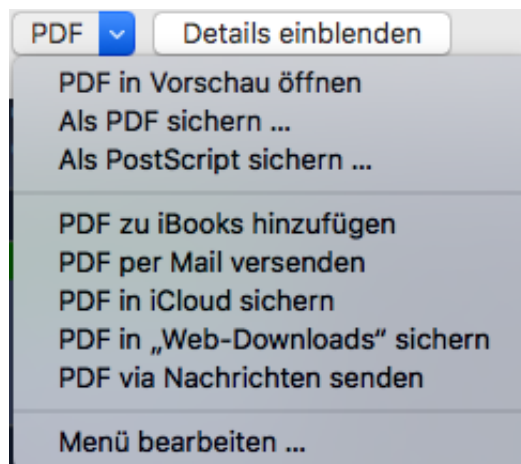 PDF Details einblenden
PDF in Vorschau öffnen
Als PDF sichern ...
Als PostScript sichern ...
PDF zu iBooks hinzufügen
PDF per Mail versenden
PDF in iCloud sichern
PDF in „Web-Downloads“ sichern
PDF via Nachrichten senden
Menü bearbeiten ...